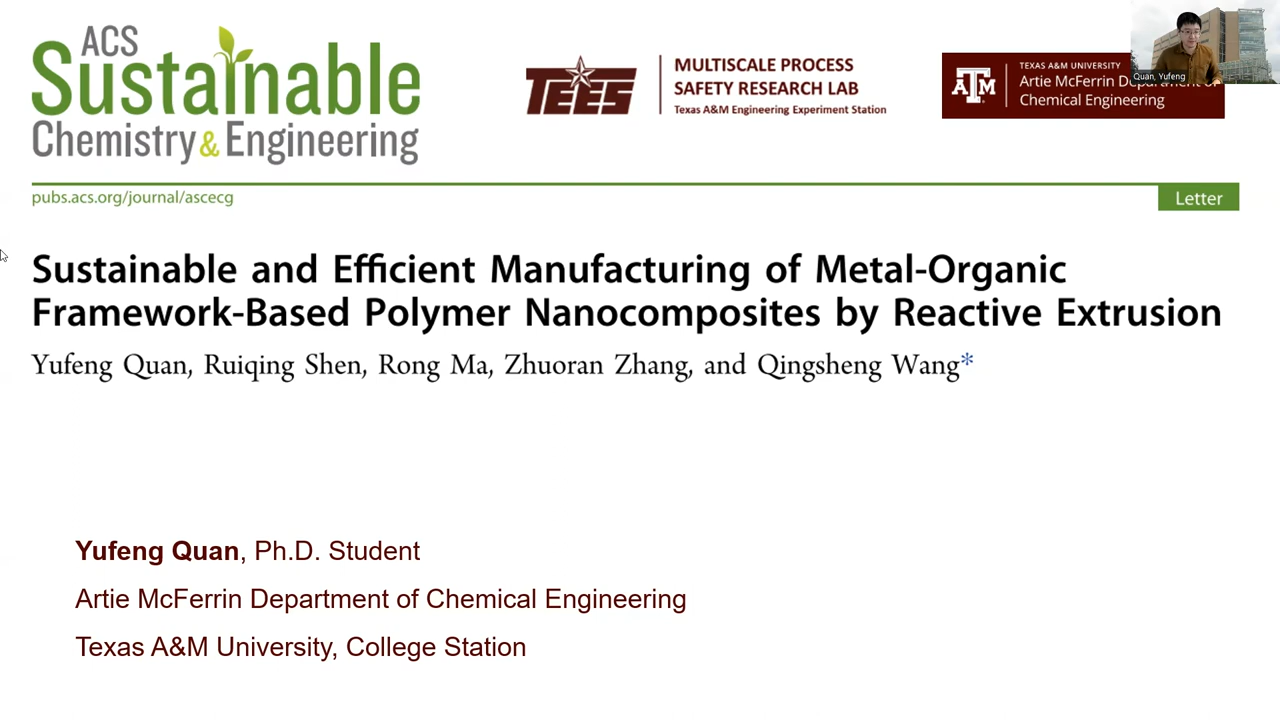 ACS
Sustainable
Chemistry & Engineering
TEES
MULTISCALE PROCESS
SAFETY RESEARCH LAB
Texas A&M Engineering Experiment Station
ATM
TEXAS A&M UNIVERSITY
Artie McFerrin Department of
Chemical Engineering
Quan, Yufeng
pubs.acs.org/journal/ascecg
Letter
Sustainable and Efficient Manufacturing of Metal-Organic
Framework-Based Polymer Nanocomposites by Reactive Extrusion
Yufeng Quan, Ruiqing Shen, Rong Ma, Zhuoran Zhang, and Qingsheng Wang*
Yufeng Quan, Ph.D. Student
Artie McFerrin Department of Chemical Engineering
Texas A&M University, College Station